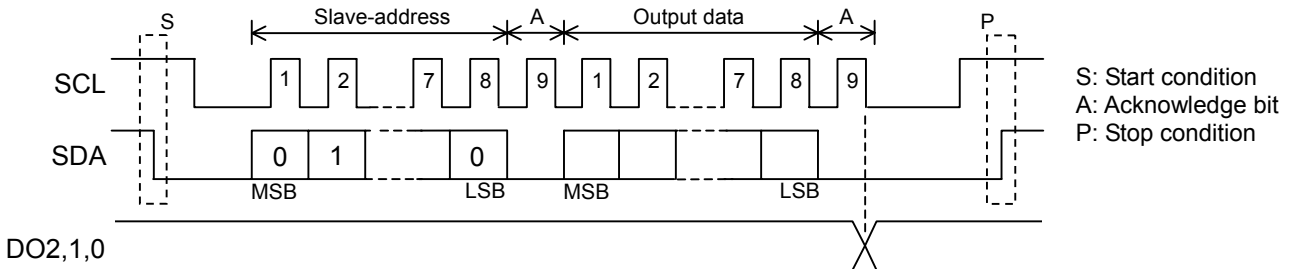 S Slave-address A Output data A P
SCL 1 2 7 8 9 1 2 7 8 9
S: Start condition
A: Acknowledge bit
P: Stop condition
SDA 0 1 0
MSB LSB MSB LSB
DO2,1,0